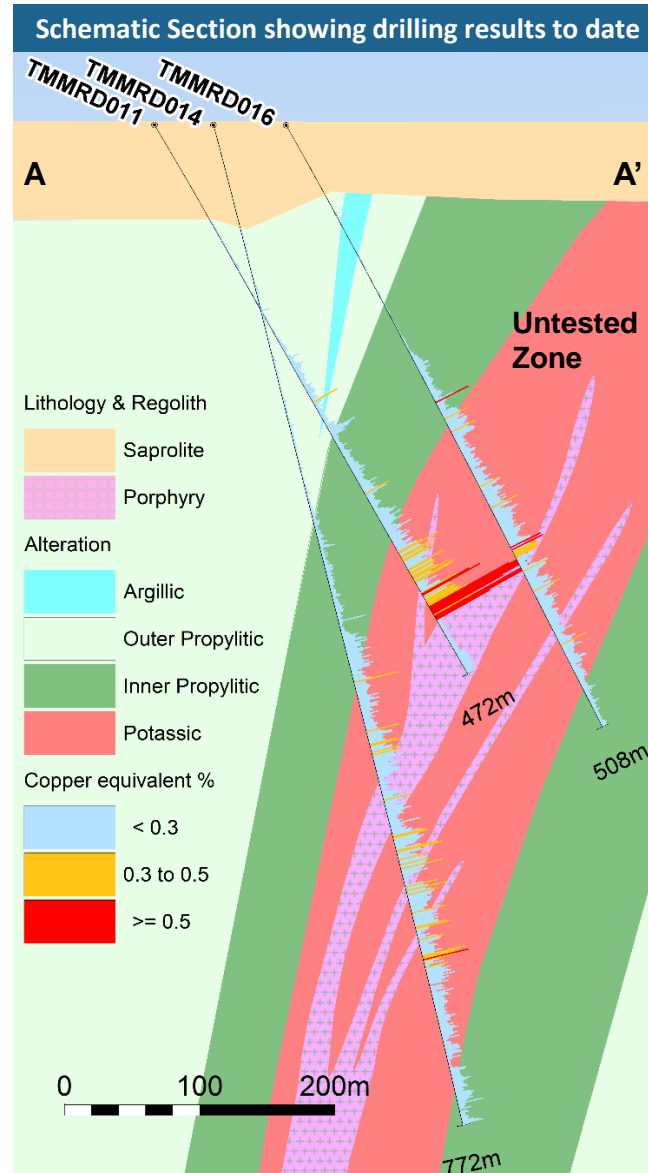 Schematic Section showing drilling results to date
TMMRD011
TMMRD014
TMMRD016
A
A’
Untested
Zone
Lithology & Regolith
Saprolite
Porphyry
Alteration
Argillic
Outer Propylitic
Inner Propylitic
Potassic
Copper equivalent %
< 0.3
0.3 to 0.5
>= 0.5
472m
508m
0 100 200m
772m